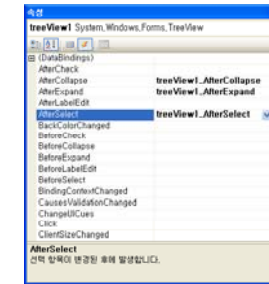 속성
treeView1 System.Windows.Forms.TreeView
(DataBindings)
AfterCheck
AfterCollapse treeView1_AfterCollapse
AfterExpand treeView1_AfterExpand
AfterLabelEdit
AfterSelect treeView1_AfterSelect
BackColorChanged
BeforeCheck
BeforeCollapse
BeforeExpand
BeforeLabelEdit
BeforeSelect
BindingContextChanged
CausesValidationChanged
ChangeUICues
Click
ClientSizeChanged
AfterSelect
선택 항목이 변경된 후에 발생합니다.